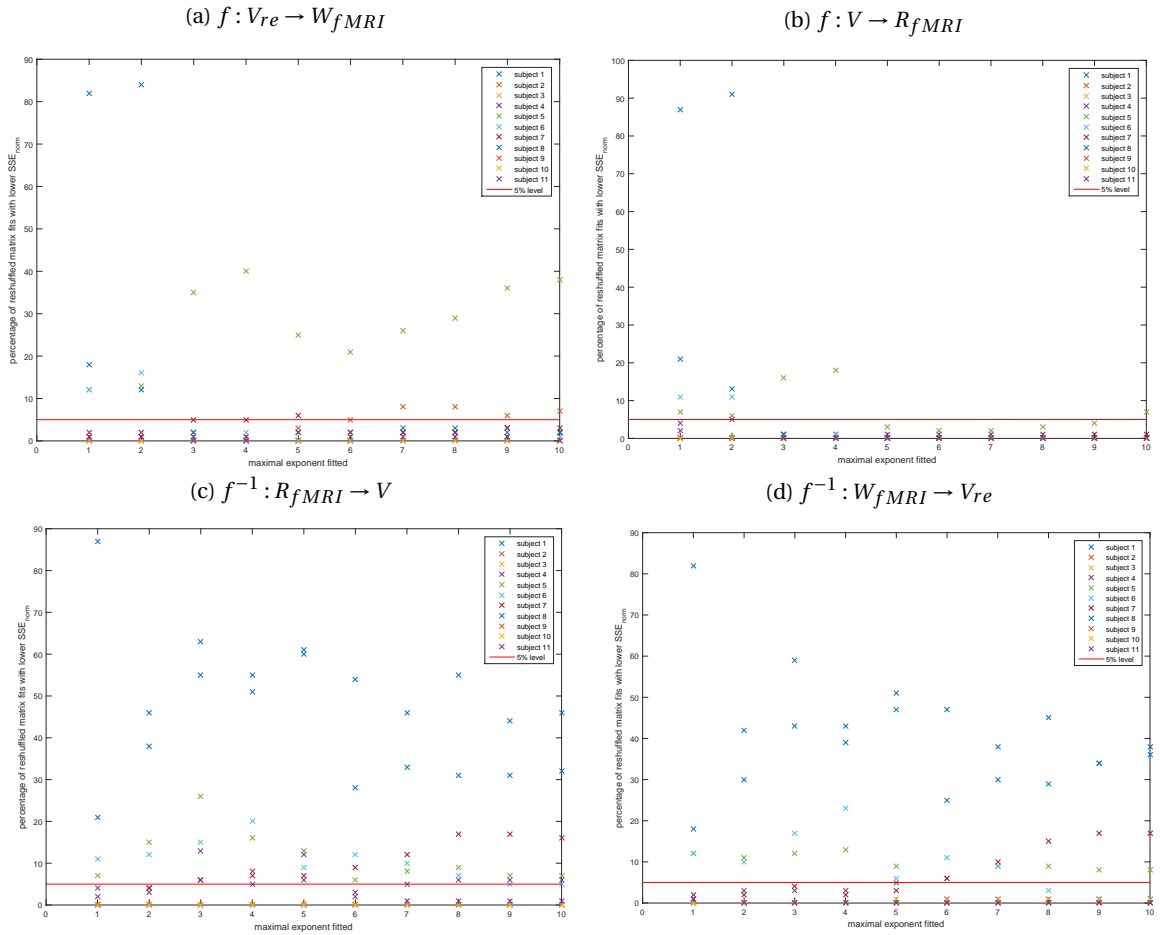 (a) f : V_re → W_fMRI
percentage of reshuffled matrix fits with lower SSE_norm
90
80
70
60
50
40
30
20
10
0
0 1 2 3 4 5 6 7 8 9 10
maximal exponent fitted
subject 1
subject 2
subject 3
subject 4
subject 5
subject 6
subject 7
subject 8
subject 9
subject 10
subject 11
5% level
(b) f : V → R_fMRI
percentage of reshuffled matrix fits with lower SSE_norm
100
90
80
70
60
50
40
30
20
10
0
0 1 2 3 4 5 6 7 8 9 10
maximal exponent fitted
subject 1
subject 2
subject 3
subject 4
subject 5
subject 6
subject 7
subject 8
subject 9
subject 10
subject 11
5% level
(c) f⁻¹ : R_fMRI → V
percentage of reshuffled matrix fits with lower SSE_norm
90
80
70
60
50
40
30
20
10
0
0 1 2 3 4 5 6 7 8 9 10
maximal exponent fitted
subject 1
subject 2
subject 3
subject 4
subject 5
subject 6
subject 7
subject 8
subject 9
subject 10
subject 11
5% level
(d) f⁻¹ : W_fMRI → V_re
percentage of reshuffled matrix fits with lower SSE_norm
90
80
70
60
50
40
30
20
10
0
0 1 2 3 4 5 6 7 8 9 10
maximal exponent fitted
subject 1
subject 2
subject 3
subject 4
subject 5
subject 6
subject 7
subject 8
subject 9
subject 10
subject 11
5% level